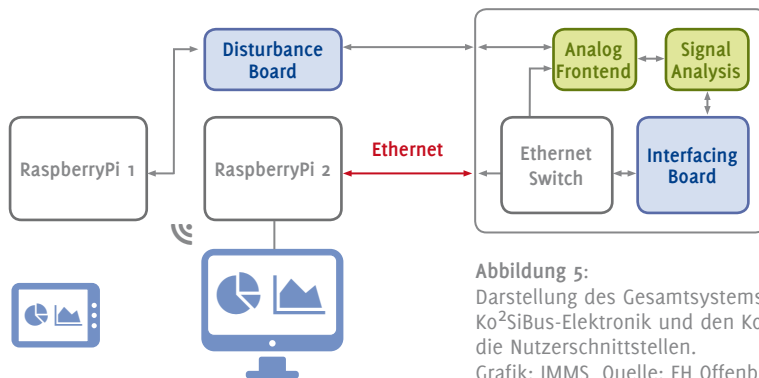 Disturbance
Board
Analog
Frontend
Signal
Analysis
RaspberryPi 1
RaspberryPi 2
Ethernet
Ethernet
Switch
Interfacing
Board
Abbildung 5:
Darstellung des Gesamtsystems
Ko²SiBus-Elektronik und den Ko
die Nutzerschnittstellen.
Grafik: IMMS. Quelle: FH Offenb